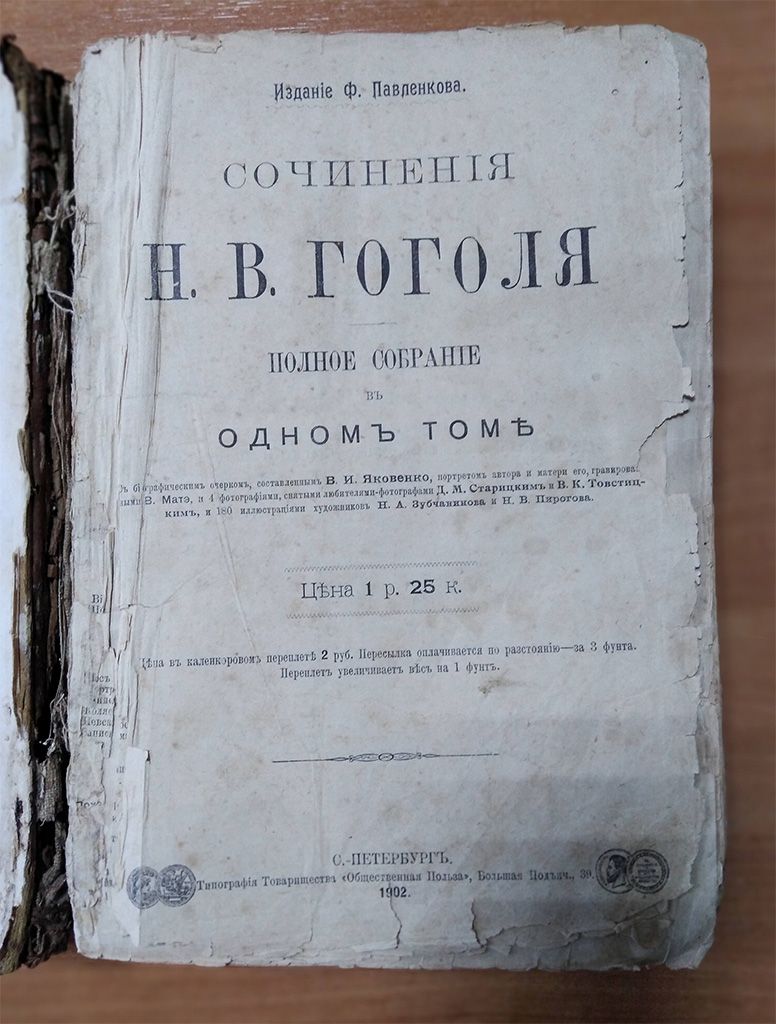 Изданіе Ф. Павленкова.
СОЧИНЕНІЯ
Н. В. ГОГОЛЯ
ПОЛНОЕ СОБРАНІЕ
въ
ОДНОМЪ ТОМѢ
біографическимъ очеркомъ, составленнымъ В. И. Яковенко, портретомъ автора и матери его, гравирова
ными В. Матэ, и 4 фотографіями, снятыми любителями-фотографами Д. М. Старицкимъ и В. К. Товстиц-
кимъ, и 180 иллюстраціями художниковъ Н. А. Зубчанинова и Н. В. Пирогова.
Цѣна 1 р. 25 к.
Цѣна въ каленкоровомъ переплетѣ 2 руб. Пересылка оплачивается по разстоянію—за 3 фунта.
Переплетъ увеличиваетъ вѣсъ на 1 фунтъ.
С.-ПЕТЕРБУРГЪ.
Типографія Товарищества «Общественная Польза», Большая Подъяч., 39.
1902.